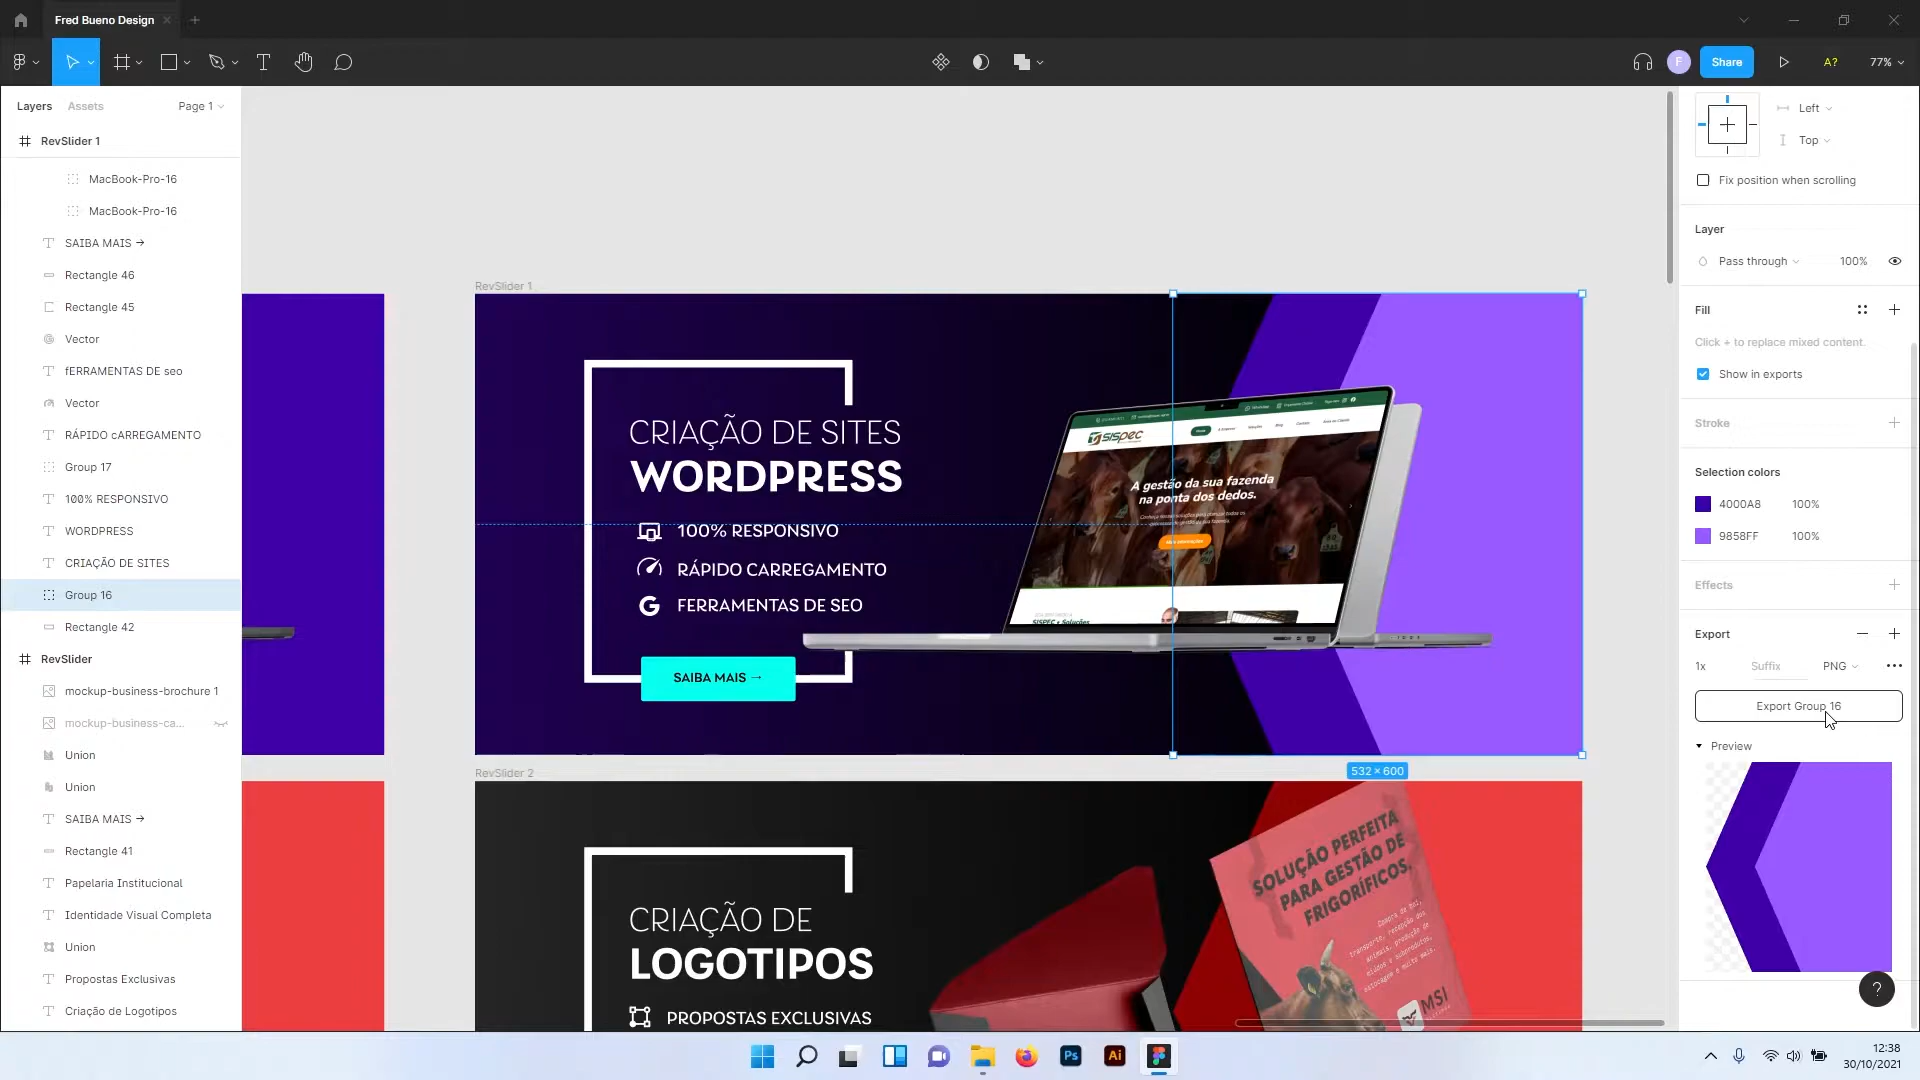 Fred Bueno Design
Share
A?
77%
Layers
Assets
Page 1
RevSlider 1
MacBook-Pro-16
MacBook-Pro-16
SAIBA MAIS →
Rectangle 46
Rectangle 45
Vector
fERRAMENTAS DE seo
Vector
RÁPIDO cARREGAMENTO
Group 17
100% RESPONSIVO
WORDPRESS
CRIAÇÃO DE SITES
Group 16
Rectangle 42
RevSlider
mockup-business-brochure 1
mockup-business-ca...
Union
Union
SAIBA MAIS →
Rectangle 41
Papelaria Institucional
Identidade Visual Completa
Union
Propostas Exclusivas
Criação de Logotipos
RevSlider 1
CRIAÇÃO DE SITES
WORDPRESS
100% RESPONSIVO
RÁPIDO CARREGAMENTO
FERRAMENTAS DE SEO
SAIBA MAIS →
sispec
Home
A gestão da sua fazenda
na ponta dos dedos.
532 × 600
RevSlider 2
CRIAÇÃO DE
LOGOTIPOS
PROPOSTAS EXCLUSIVAS
SOLUÇÃO PERFEITA
PARA GESTÃO DE
FRIGORÍFICOS.
MSI
Left
Top
Fix position when scrolling
Layer
Pass through
100%
Fill
Click + to replace mixed content.
Show in exports
Stroke
Selection colors
4000A8
100%
9858FF
100%
Effects
Export
1x
Suffix
PNG
Export Group 16
Preview
?
F
Ps
Ai
12:38
30/10/2021